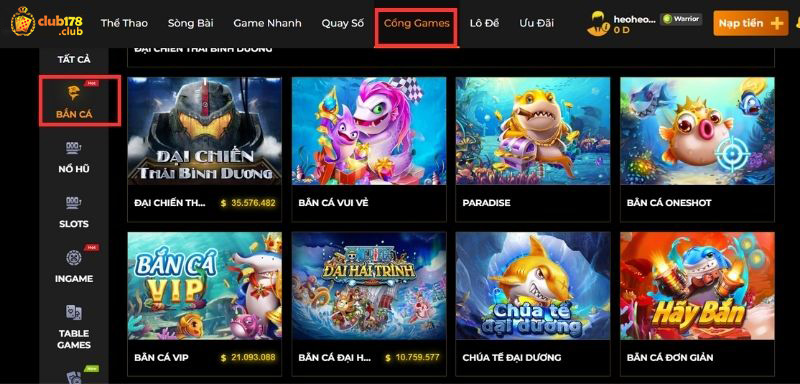 club178
.club
Thể Thao
Sòng Bài
Game Nhanh
Quay Số
Cổng Games
Lô Đề
Ưu Đãi
heoheo...
Warrior
0 D
Nạp tiền
TẤT CẢ
ĐẠI CHIẾN THÁI BÌNH DƯƠNG
Hot
BẮN CÁ
NỔ HŨ
SLOTS
Hot
INGAME
TABLE
GAMES
New
ĐẠI CHIẾN
THÁI BÌNH DƯƠNG
ĐẠI CHIẾN TH...
$ 35.576.482
BẮN CÁ VUI VẺ
PARADISE
BẮN CÁ ONESHOT
BẮN CÁ
VIP
BẮN CÁ VIP
$ 21.093.088
ĐẠI HẢI TRÌNH
BẮN CÁ ĐẠI H...
$ 10.759.577
Chúa tể
đại dương
CHÚA TỂ ĐẠI DƯƠNG
Hãy Bắn
BẮN CÁ ĐƠN GIẢN